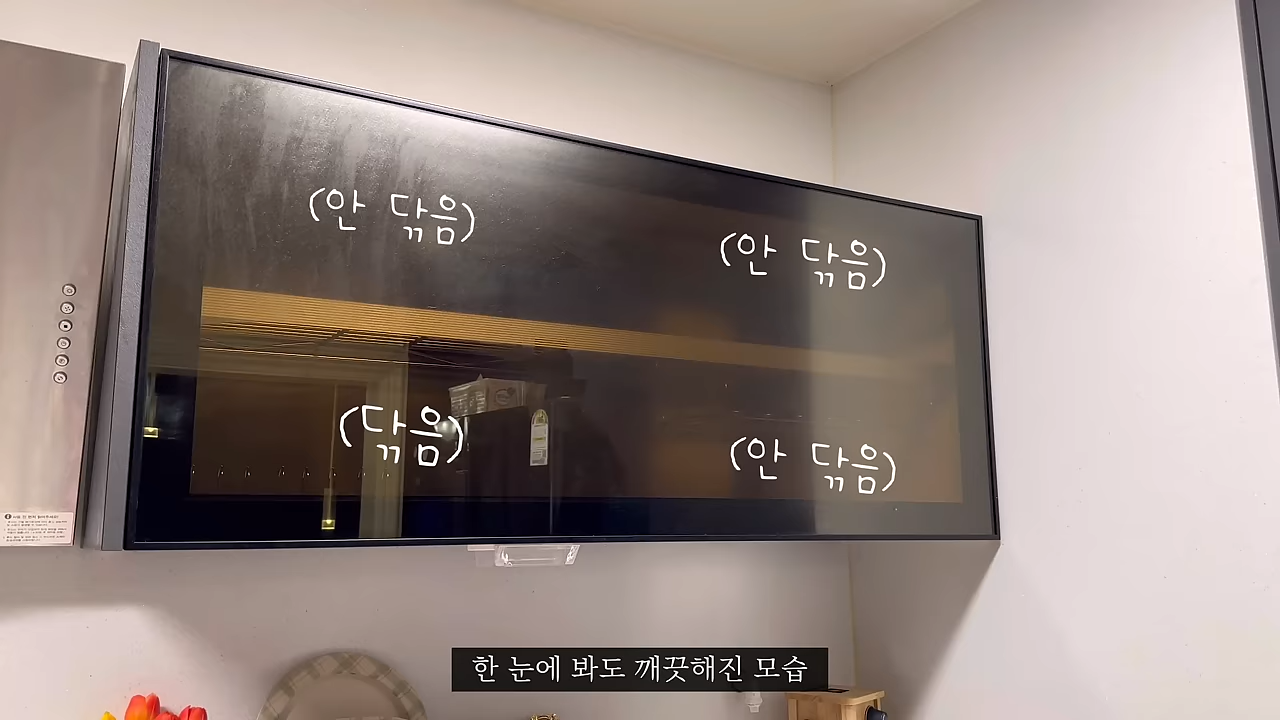 (안 닦음)
(안 닦음)
(닦음)
(안 닦음)
한 눈에 봐도 깨끗해진 모습